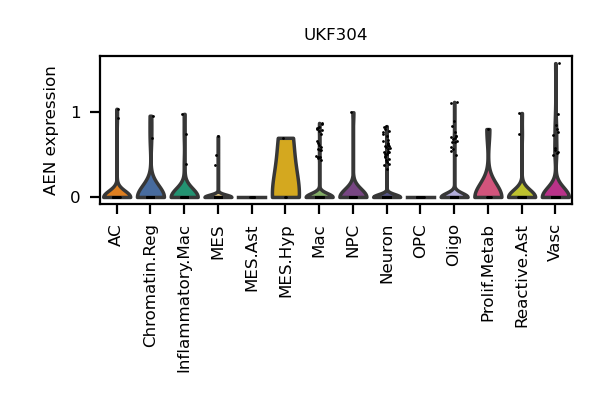 UKF304
AEN expression
1
0
AC
Chromatin.Reg
Inflammatory.Mac
MES
MES.Ast
MES.Hyp
Mac
NPC
Neuron
OPC
Oligo
Prolif.Metab
Reactive.Ast
Vasc